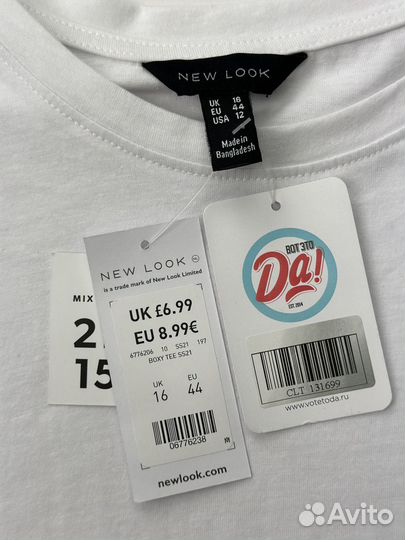 NEW LOOK
UK 16
EU 44
USA 12
Made in
Bangladesh
MIX
2
15
NEW LOOK
is a trade mark of New Look Limited
UK £6.99
EU 8.99€
6776206 10 SS21 197
BOXY TEE SS21
UK EU
16 44
06776238
newlook.com
ВОТ ЭТО
Da!
EST. 2014
CLT 131699
www.votetoda.ru
Avito